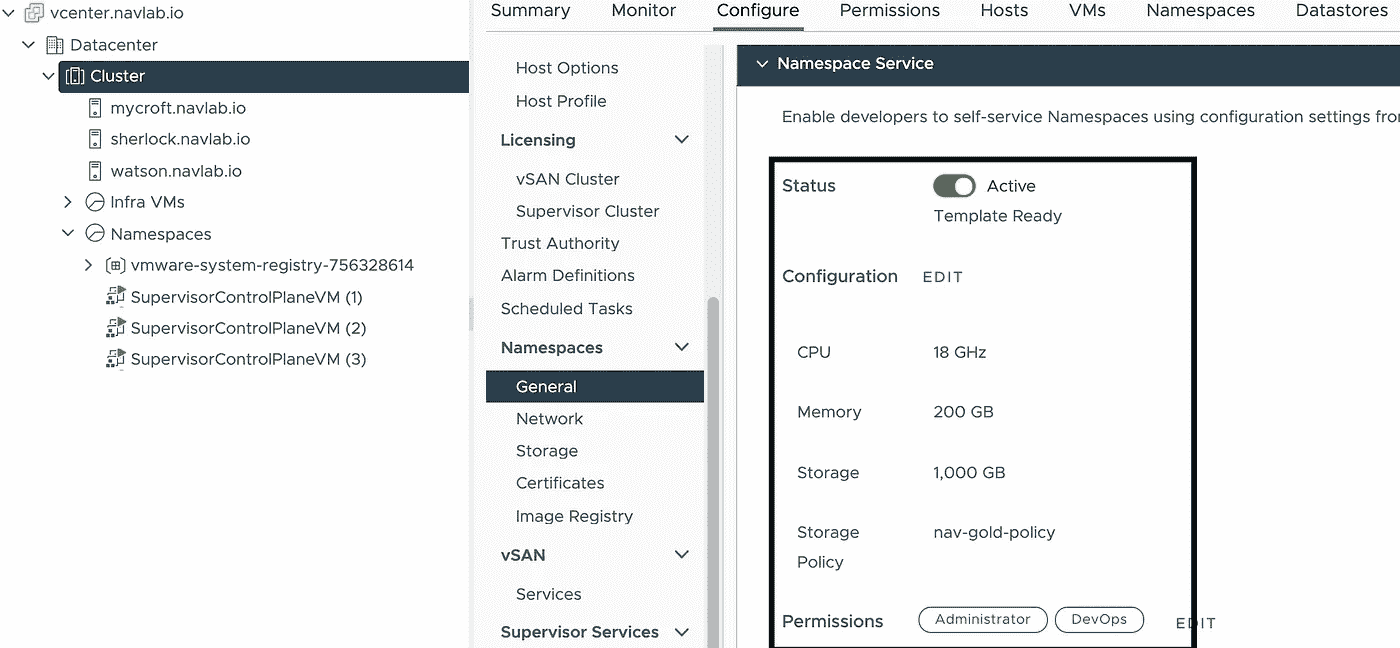 vcenter.navlab.io
Datacenter
Cluster
mycroft.navlab.io
sherlock.navlab.io
watson.navlab.io
Infra VMs
Namespaces
vmware-system-registry-756328614
SupervisorControlPlaneVM (1)
SupervisorControlPlaneVM (2)
SupervisorControlPlaneVM (3)
Summary Monitor Configure Permissions Hosts VMs Namespaces Datastores
Host Options
Host Profile
Licensing
vSAN Cluster
Supervisor Cluster
Trust Authority
Alarm Definitions
Scheduled Tasks
Namespaces
General
Network
Storage
Certificates
Image Registry
vSAN
Services
Supervisor Services
Namespace Service
Enable developers to self-service Namespaces using configuration settings fro
Status Active
Template Ready
Configuration EDIT
CPU 18 GHz
Memory 200 GB
Storage 1,000 GB
Storage nav-gold-policy
Policy
Permissions Administrator DevOps EDIT